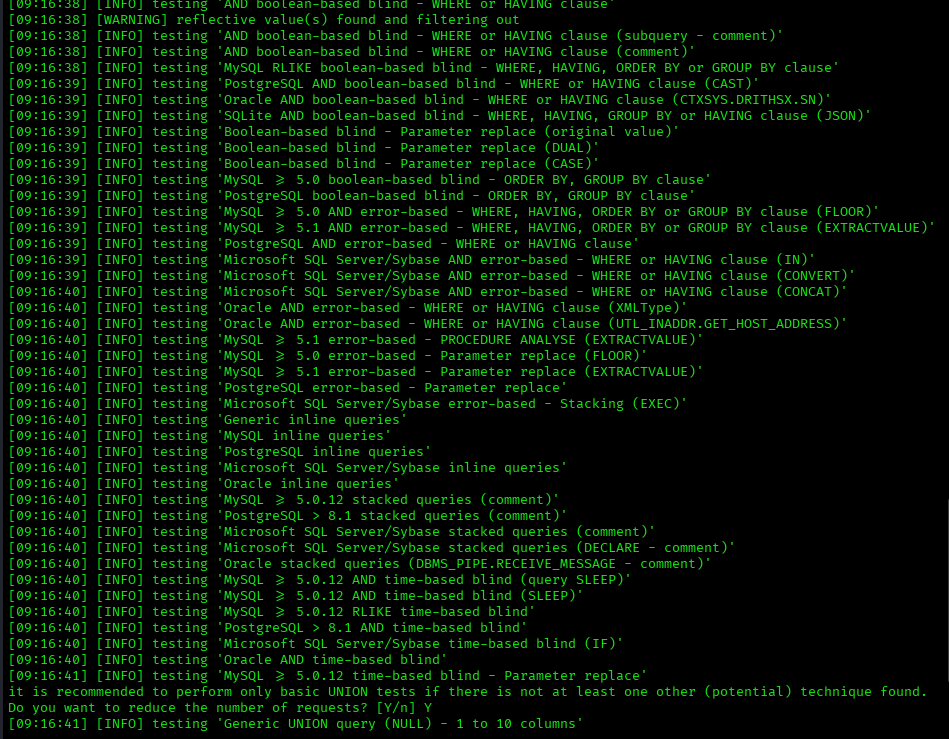 [09:16:38] [INFO] testing 'AND boolean-based blind - WHERE or HAVING clause'
[09:16:38] [WARNING] reflective value(s) found and filtering out
[09:16:38] [INFO] testing 'AND boolean-based blind - WHERE or HAVING clause (subquery - comment)'
[09:16:38] [INFO] testing 'AND boolean-based blind - WHERE or HAVING clause (comment)'
[09:16:38] [INFO] testing 'MySQL RLIKE boolean-based blind - WHERE, HAVING, ORDER BY or GROUP BY clause'
[09:16:39] [INFO] testing 'PostgreSQL AND boolean-based blind - WHERE or HAVING clause (CAST)'
[09:16:39] [INFO] testing 'Oracle AND boolean-based blind - WHERE or HAVING clause (CTXSYS.DRITHSX.SN)'
[09:16:39] [INFO] testing 'SQLite AND boolean-based blind - WHERE, HAVING, GROUP BY or HAVING clause (JSON)'
[09:16:39] [INFO] testing 'Boolean-based blind - Parameter replace (original value)'
[09:16:39] [INFO] testing 'Boolean-based blind - Parameter replace (DUAL)'
[09:16:39] [INFO] testing 'Boolean-based blind - Parameter replace (CASE)'
[09:16:39] [INFO] testing 'MySQL ≥ 5.0 boolean-based blind - ORDER BY, GROUP BY clause'
[09:16:39] [INFO] testing 'PostgreSQL boolean-based blind - ORDER BY, GROUP BY clause'
[09:16:39] [INFO] testing 'MySQL ≥ 5.0 AND error-based - WHERE, HAVING, ORDER BY or GROUP BY clause (FLOOR)'
[09:16:39] [INFO] testing 'MySQL ≥ 5.1 AND error-based - WHERE, HAVING, ORDER BY or GROUP BY clause (EXTRACTVALUE)'
[09:16:39] [INFO] testing 'PostgreSQL AND error-based - WHERE or HAVING clause'
[09:16:39] [INFO] testing 'Microsoft SQL Server/Sybase AND error-based - WHERE or HAVING clause (IN)'
[09:16:39] [INFO] testing 'Microsoft SQL Server/Sybase AND error-based - WHERE or HAVING clause (CONVERT)'
[09:16:40] [INFO] testing 'Microsoft SQL Server/Sybase AND error-based - WHERE or HAVING clause (CONCAT)'
[09:16:40] [INFO] testing 'Oracle AND error-based - WHERE or HAVING clause (XMLType)'
[09:16:40] [INFO] testing 'Oracle AND error-based - WHERE or HAVING clause (UTL_INADDR.GET_HOST_ADDRESS)'
[09:16:40] [INFO] testing 'MySQL ≥ 5.1 error-based - PROCEDURE ANALYSE (EXTRACTVALUE)'
[09:16:40] [INFO] testing 'MySQL ≥ 5.0 error-based - Parameter replace (FLOOR)'
[09:16:40] [INFO] testing 'MySQL ≥ 5.1 error-based - Parameter replace (EXTRACTVALUE)'
[09:16:40] [INFO] testing 'PostgreSQL error-based - Parameter replace'
[09:16:40] [INFO] testing 'Microsoft SQL Server/Sybase error-based - Stacking (EXEC)'
[09:16:40] [INFO] testing 'Generic inline queries'
[09:16:40] [INFO] testing 'MySQL inline queries'
[09:16:40] [INFO] testing 'PostgreSQL inline queries'
[09:16:40] [INFO] testing 'Microsoft SQL Server/Sybase inline queries'
[09:16:40] [INFO] testing 'Oracle inline queries'
[09:16:40] [INFO] testing 'MySQL ≥ 5.0.12 stacked queries (comment)'
[09:16:40] [INFO] testing 'PostgreSQL > 8.1 stacked queries (comment)'
[09:16:40] [INFO] testing 'Microsoft SQL Server/Sybase stacked queries (comment)'
[09:16:40] [INFO] testing 'Microsoft SQL Server/Sybase stacked queries (DECLARE - comment)'
[09:16:40] [INFO] testing 'Oracle stacked queries (DBMS_PIPE.RECEIVE_MESSAGE - comment)'
[09:16:40] [INFO] testing 'MySQL ≥ 5.0.12 AND time-based blind (query SLEEP)'
[09:16:40] [INFO] testing 'MySQL ≥ 5.0.12 AND time-based blind (SLEEP)'
[09:16:40] [INFO] testing 'MySQL ≥ 5.0.12 RLIKE time-based blind'
[09:16:40] [INFO] testing 'PostgreSQL > 8.1 AND time-based blind'
[09:16:40] [INFO] testing 'Microsoft SQL Server/Sybase time-based blind (IF)'
[09:16:40] [INFO] testing 'Oracle AND time-based blind'
[09:16:41] [INFO] testing 'MySQL ≥ 5.0.12 time-based blind - Parameter replace'
it is recommended to perform only basic UNION tests if there is not at least one other (potential) technique found.
Do you want to reduce the number of requests? [Y/n] Y
[09:16:41] [INFO] testing 'Generic UNION query (NULL) - 1 to 10 columns'